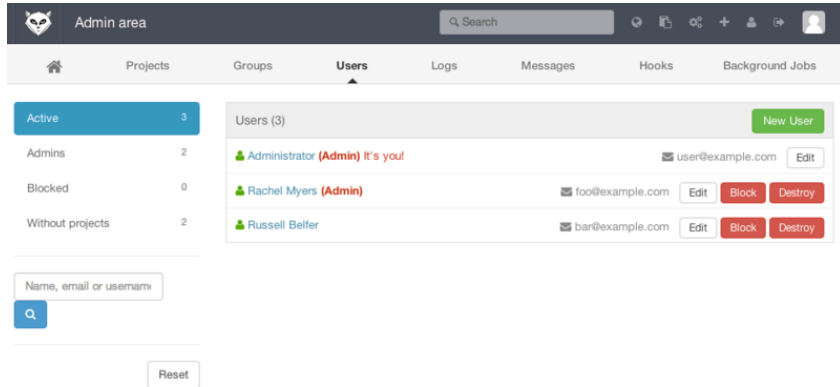 Admin area
Search
Projects Groups Users Logs Messages Hooks Background Jobs
Active 3
Admins 2
Blocked 0
Without projects 2
Name, email or usernam
Reset
Users (3) New User
Administrator (Admin) It's you! user@example.com Edit
Rachel Myers (Admin) foo@example.com Edit Block Destroy
Russell Belfer bar@example.com Edit Block Destroy